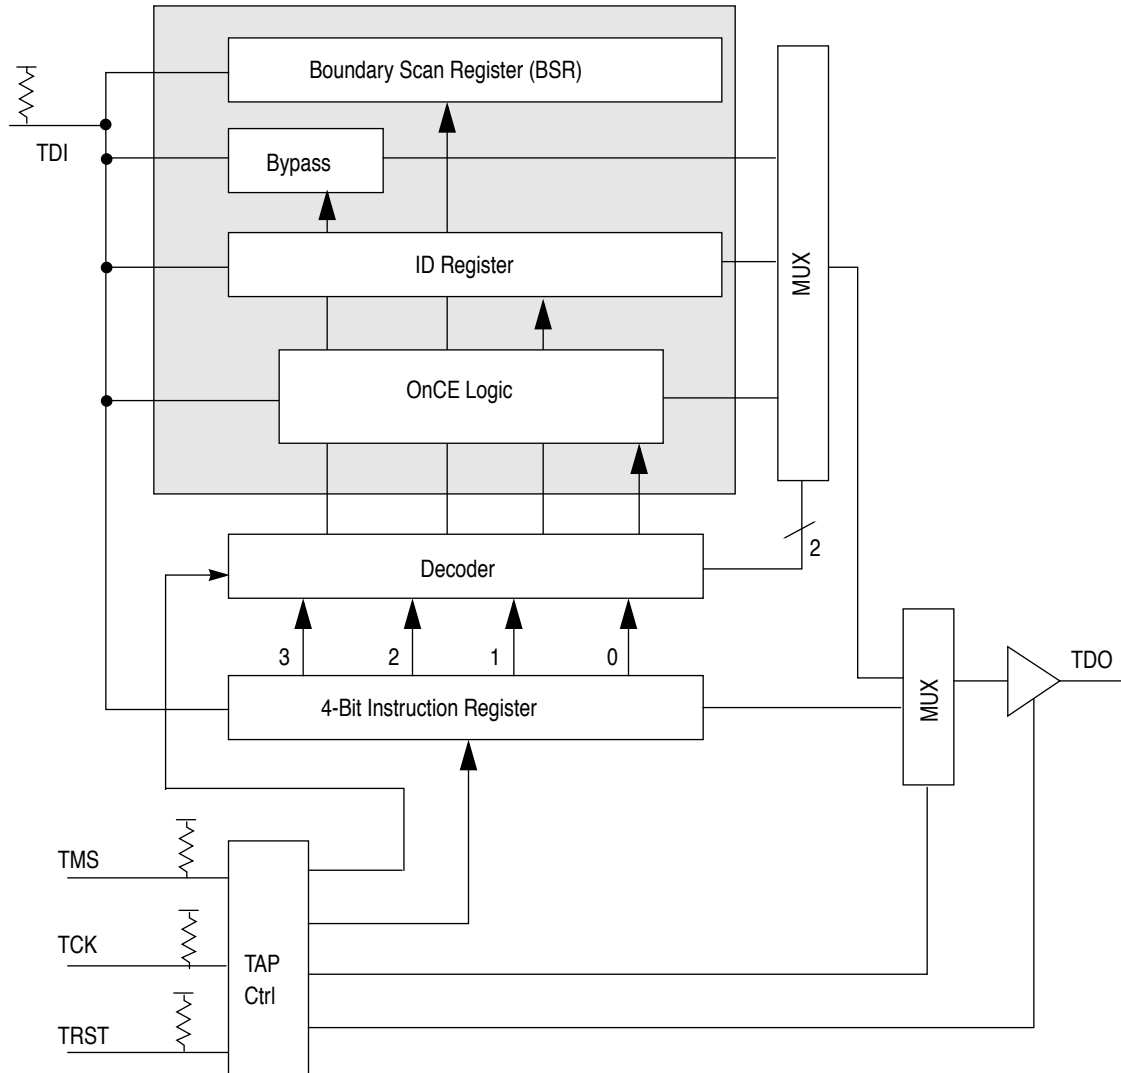 Boundary Scan Register (BSR)
TDI
Bypass
ID Register
MUX
OnCE Logic
2
Decoder
3 2 1 0
4-Bit Instruction Register
MUX
TDO
TMS
TCK
TAP
Ctrl
TRST